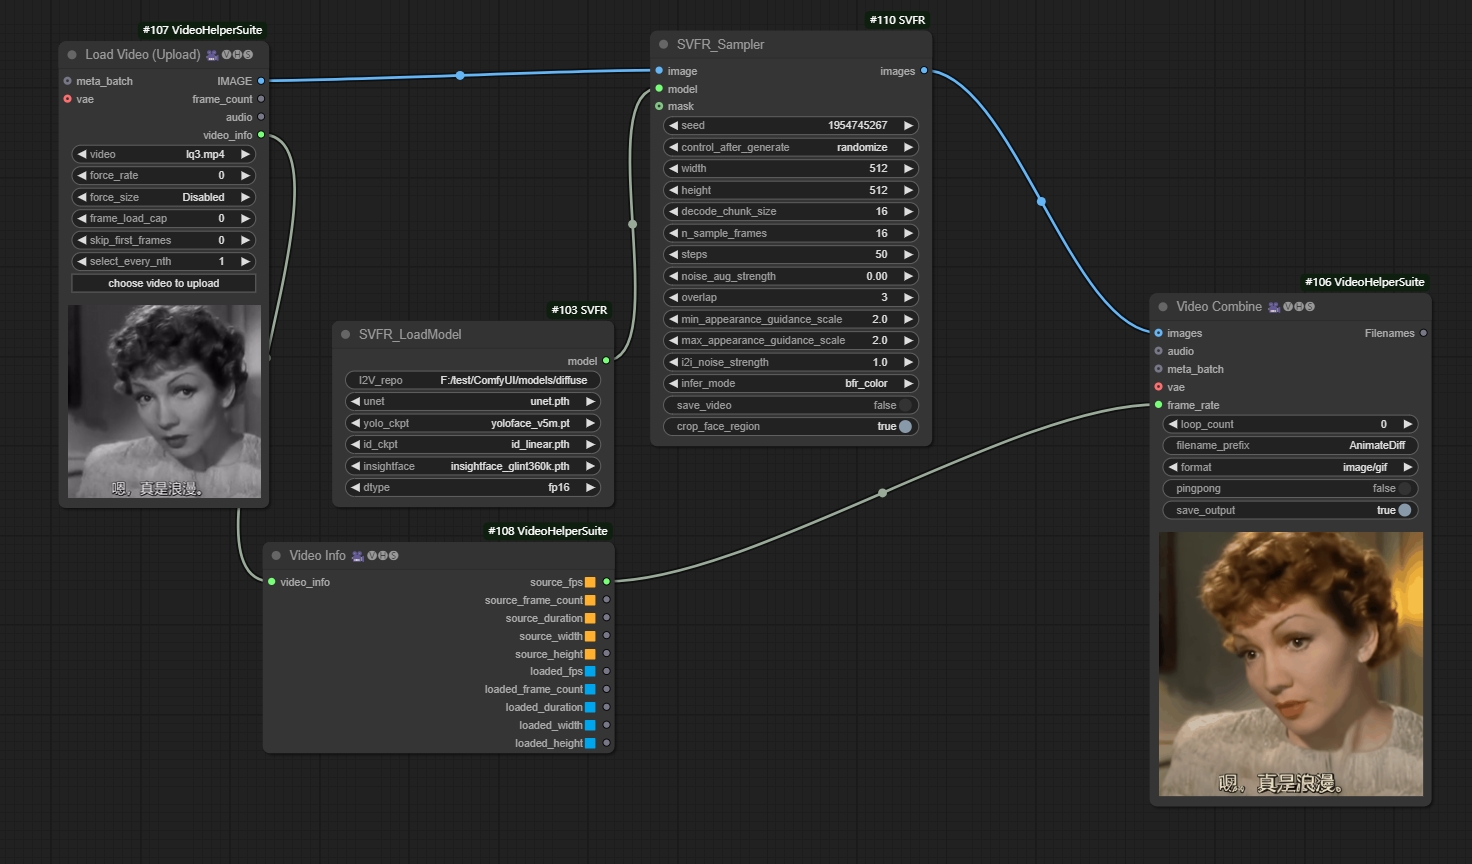 #107 VideoHelperSuite
Load Video (Upload) VHS
meta_batch IMAGE
vae frame_count
audio
video_info
video lq3.mp4
force_rate 0
force_size Disabled
frame_load_cap 0
skip_first_frames 0
select_every_nth 1
choose video to upload
嗯，真是浪漫。
#103 SVFR
SVFR_LoadModel
model
I2V_repo F:/test/ComfyUI/models/diffuse
unet unet.pth
yolo_ckpt yoloface_v5m.pt
id_ckpt id_linear.pth
insightface insightface_glint360k.pth
dtype fp16
#108 VideoHelperSuite
Video Info VHS
video_info source_fps
source_frame_count
source_duration
source_width
source_height
loaded_fps
loaded_frame_count
loaded_duration
loaded_width
loaded_height
#110 SVFR
SVFR_Sampler
image images
model
mask
seed 1954745267
control_after_generate randomize
width 512
height 512
decode_chunk_size 16
n_sample_frames 16
steps 50
noise_aug_strength 0.00
overlap 3
min_appearance_guidance_scale 2.0
max_appearance_guidance_scale 2.0
i2i_noise_strength 1.0
infer_mode bfr_color
save_video false
crop_face_region true
#106 VideoHelperSuite
Video Combine VHS
images Filenames
audio
meta_batch
vae
frame_rate
loop_count 0
filename_prefix AnimateDiff
format image/gif
pingpong false
save_output true
嗯，真是浪漫。